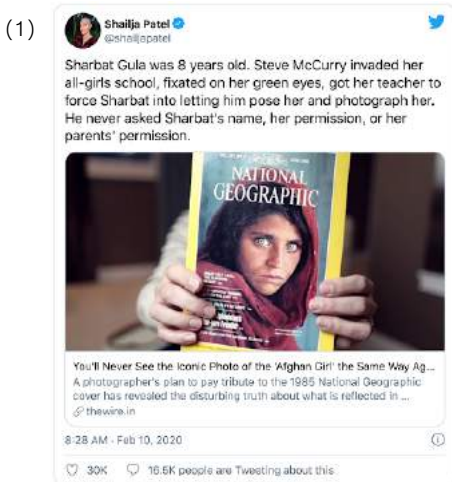 (1)
Shailja Patel
@shailjapatel
Sharbat Gula was 8 years old. Steve McCurry invaded her
all-girls school, fixated on her green eyes, got her teacher to
force Sharbat into letting him pose her and photograph her.
He never asked Sharbat's name, her permission, or her
parents' permission.
NATIONAL
GEOGRAPHIC
You'll Never See the Iconic Photo of the 'Afghan Girl' the Same Way Ag...
A photographer's plan to pay tribute to the 1985 National Geographic
cover has revealed the disturbing truth about what is reflected in ...
thewire.in
8:28 AM · Feb 10, 2020
30K 16.5K people are Tweeting about this